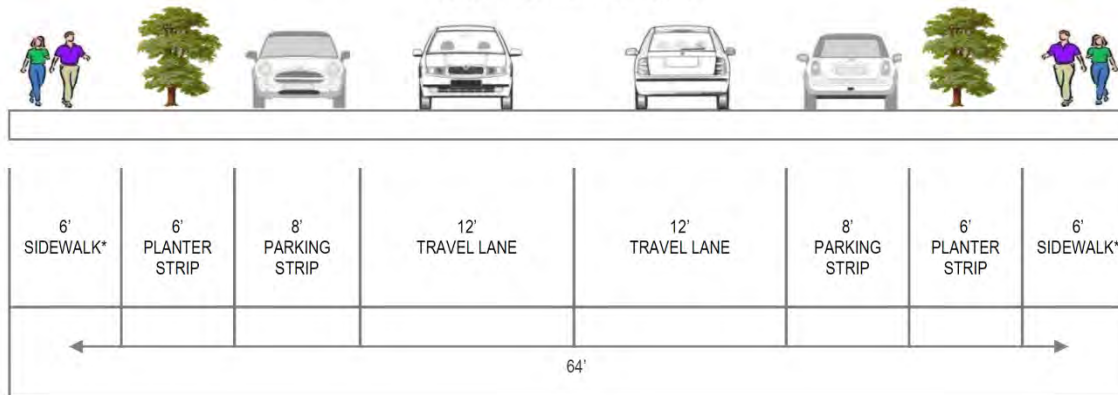 6'
SIDEWALK*
6'
PLANTER
STRIP
8'
PARKING
STRIP
12'
TRAVEL LANE
12'
TRAVEL LANE
8'
PARKING
STRIP
6'
PLANTER
STRIP
6'
SIDEWALK*
64'